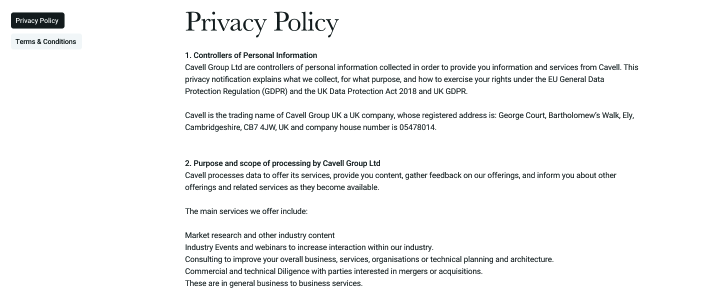 Privacy Policy
Terms & Conditions
Privacy Policy
1. Controllers of Personal Information
Cavell Group Ltd are controllers of personal information collected in order to provide you information and services from Cavell. This
privacy notification explains what we collect, for what purpose, and how to exercise your rights under the EU General Data
Protection Regulation (GDPR) and the UK Data Protection Act 2018 and UK GDPR.
Cavell is the trading name of Cavell Group UK a UK company, whose registered address is: George Court, Bartholomew's Walk, Ely,
Cambridgeshire, CB7 4JW, UK and company house number is 05478014.
2. Purpose and scope of processing by Cavell Group Ltd
Cavell processes data to offer its services, provide you content, gather feedback on our offerings, and inform you about other
offerings and related services as they become available.
The main services we offer include:
Market research and other industry content
Industry Events and webinars to increase interaction within our industry.
Consulting to improve your overall business, services, organisations or technical planning and architecture.
Commercial and technical Diligence with parties interested in mergers or acquisitions.
These are in general business to business services.